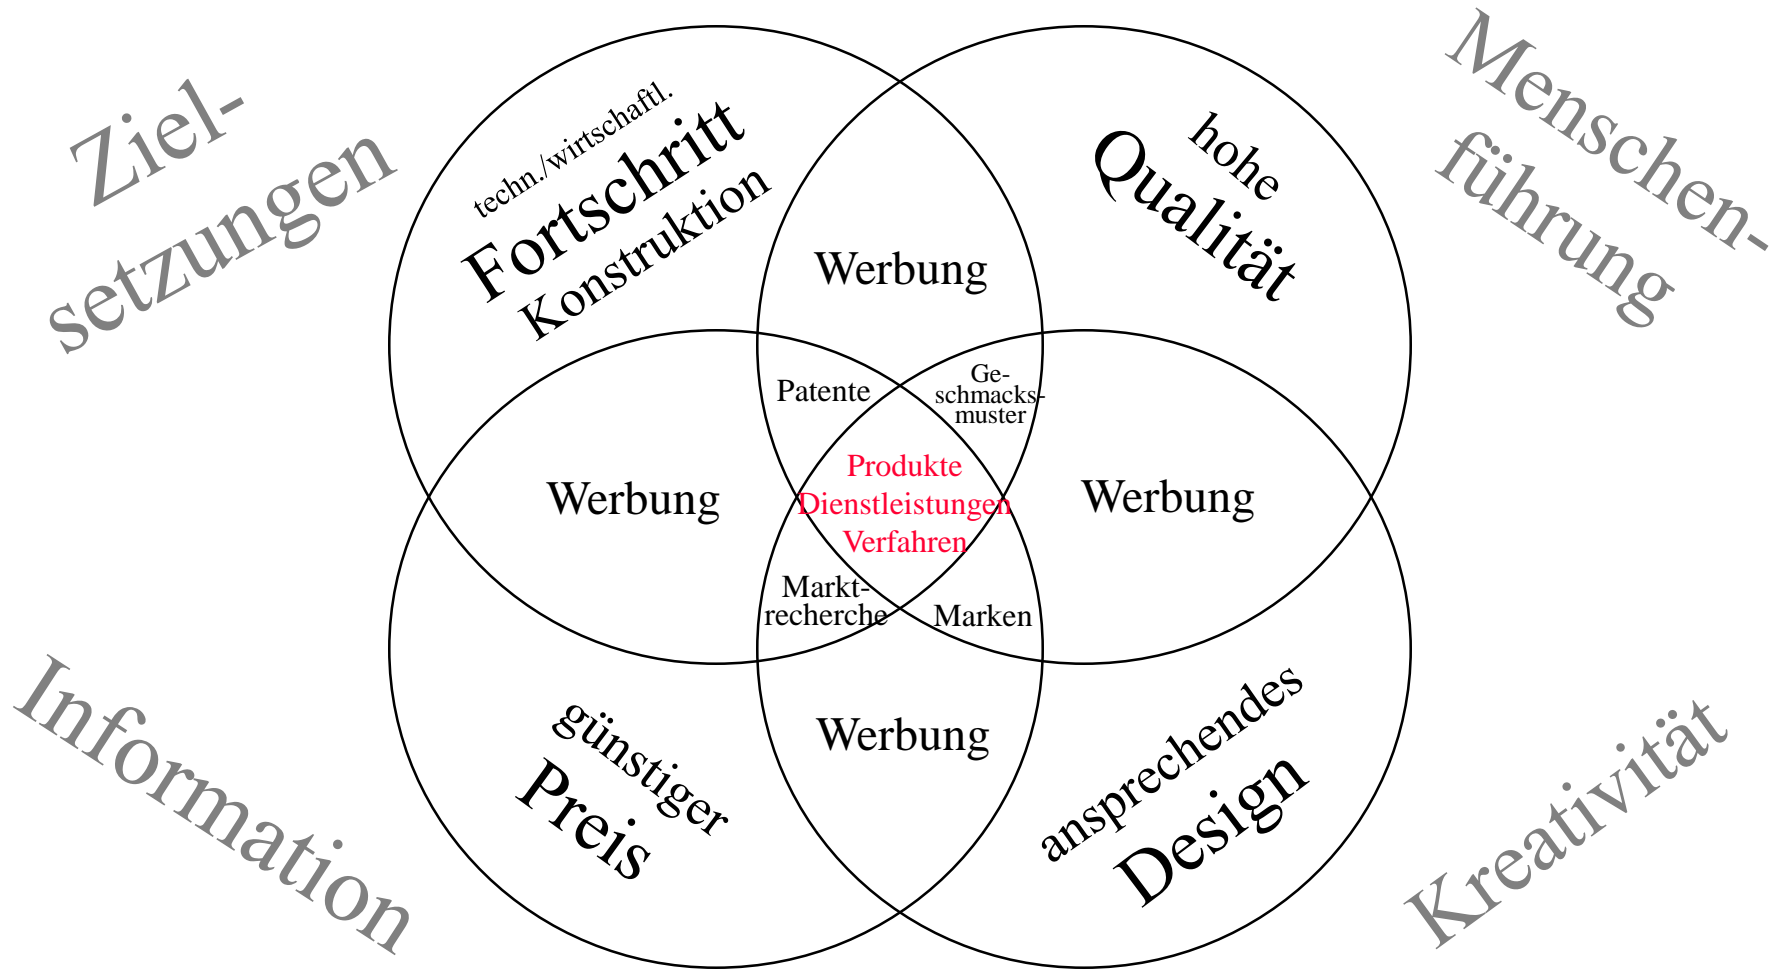 Ziel-
setzungen
Menschen-
führung
techn./wirtschaftl.
Fortschritt
Konstruktion
hohe
Qualität
Werbung
Patente
Ge-
schmacks-
muster
Werbung
Produkte
Dienstleistungen
Verfahren
Werbung
Markt-
recherche
Marken
Werbung
günstiger
Preis
ansprechendes
Design
Information
Kreativität